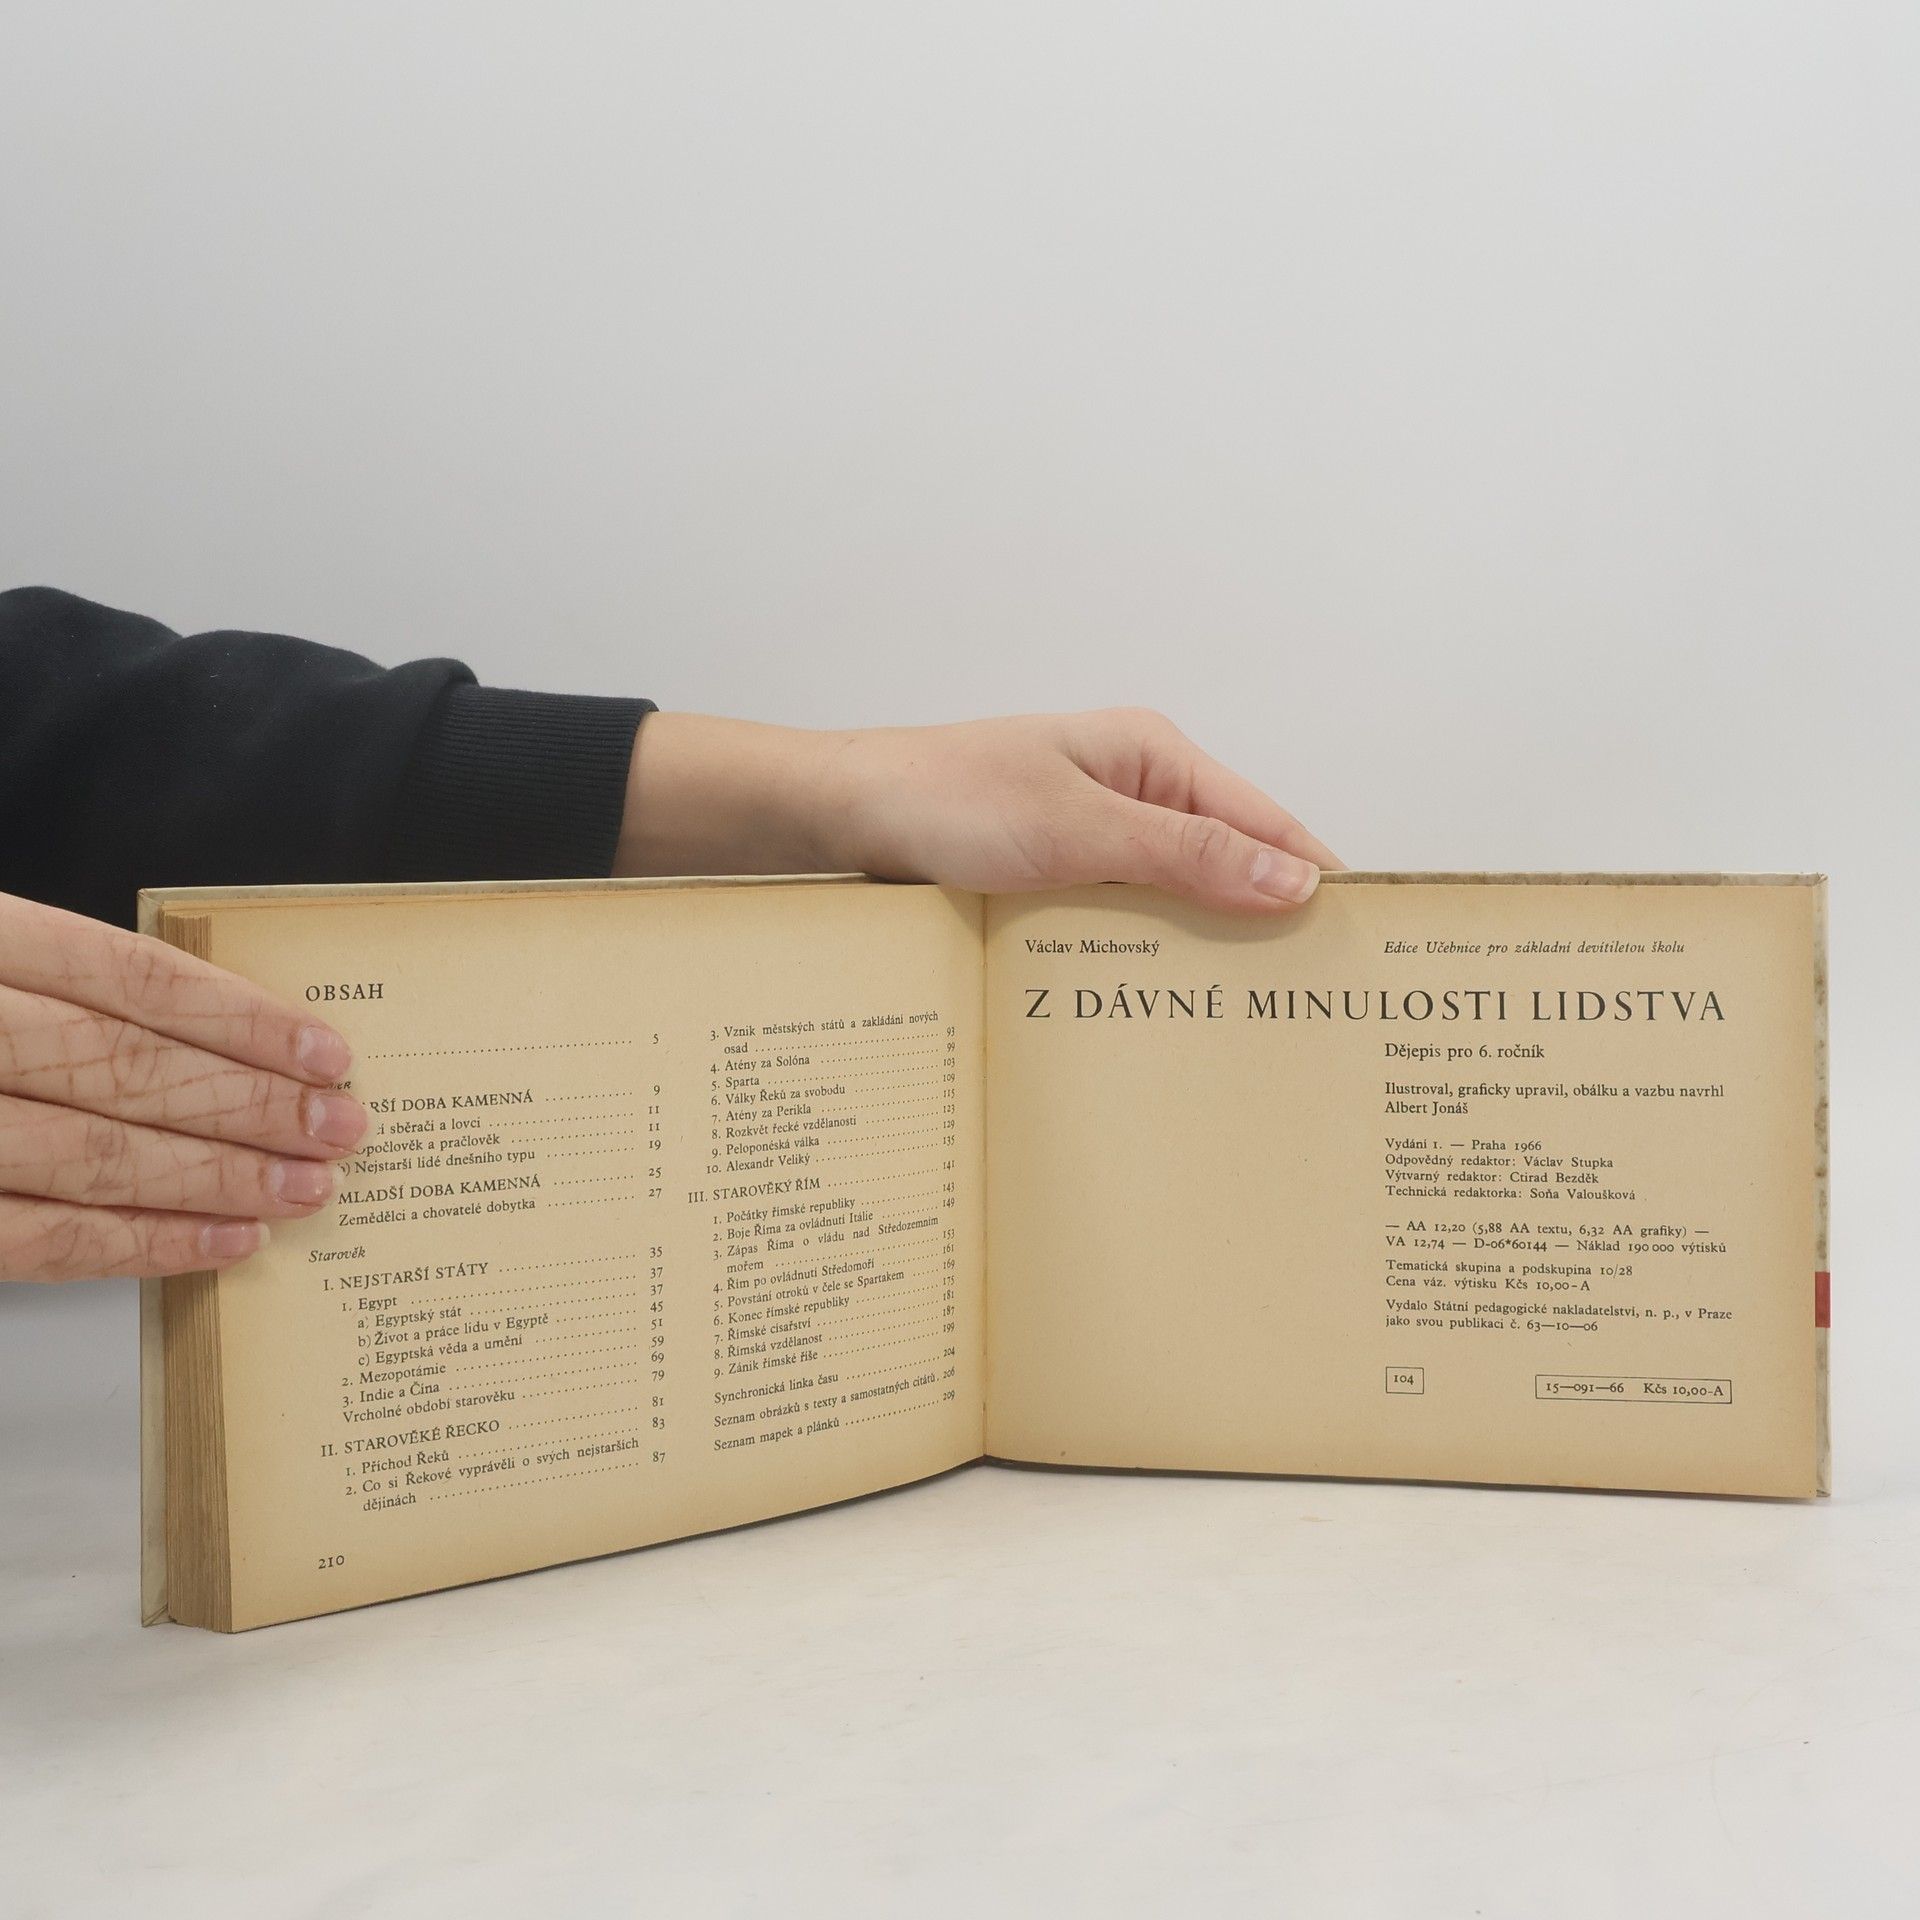 OBSAH
........ 5
DOBA KAMENNÁ ........ 9
sběrači a lovci ........ 11
a pračlověk ........ 11
b) Nejstarší lidé dnešního typu ........ 19
MLADŠÍ DOBA KAMENNÁ ........ 25
Zemědělci a chovatelé dobytka ........ 27
Starověk ........ 35
I. NEJSTARŠÍ STÁTY ........ 37
1. Egypt ........ 37
a) Egyptský stát ........ 45
b) Život a práce lidu v Egyptě ........ 51
c) Egyptská věda a umění ........ 59
2. Mezopotámie ........ 69
3. Indie a Čína ........ 79
Vrcholné období starověku ........ 81
II. STAROVĚKÉ ŘECKO ........ 83
1. Příchod Řeků
2. Co si Řekové vyprávěli o svých nejstarších
dějinách ........ 87
210
3. Vznik městských států a zakládání nových
osad ........ 93
4. Atény za Solóna ........ 99
5. Sparta ........ 103
6. Války Řeků za svobodu ........ 109
7. Atény za Perikla ........ 115
8. Rozkvět řecké vzdělanosti ........ 123
9. Peloponéská válka ........ 129
10. Alexandr Veliký ........ 135
III. STAROVĚKÝ ŘÍM ........ 141
1. Počátky římské republiky ........ 143
2. Boje Říma za ovládnutí Itálie ........ 149
3. Zápas Říma o vládu nad Středozemním
mořem ........ 153
4. Řím po ovládnutí Středomoří ........ 161
5. Povstání otroků v čele se Spartakem ........ 169
6. Konec římské republiky ........ 175
7. Římské císařství ........ 181
8. Římská vzdělanost ........ 187
9. Zánik římské říše ........ 199
Synchronická linka času ........ 204
Seznam obrázků s texty a samostatných citátů . 206
Seznam mapek a plánků ........ 209
Václav Michovský
Edice Učebnice pro základní devítiletou školu
Z DÁVNÉ MINULOSTI LIDSTVA
Dějepis pro 6. ročník
Ilustroval, graficky upravil, obálku a vazbu navrhl
Albert Jonáš
Vydání 1. — Praha 1966
Odpovědný redaktor: Václav Stupka
Výtvarný redaktor: Ctirad Bezděk
Technická redaktorka: Soňa Valoušková
— AA 12,20 (5,88 AA textu, 6,32 AA grafiky) —
VA 12,74 — D-06*60144 — Náklad 190 000 výtisků
Tematická skupina a podskupina 10/28
Cena váz. výtisku Kčs 10,00-A
Vydalo Státní pedagogické nakladatelství, n. p., v Praze
jako svou publikaci č. 63—10—06
104
15—091—66 Kčs 10,00-A